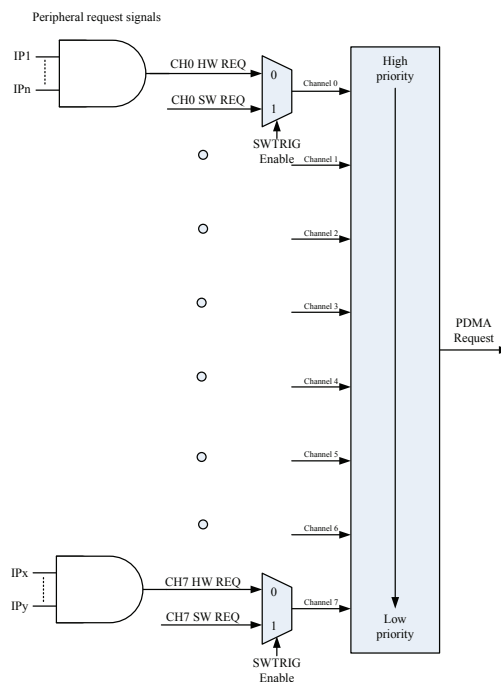 Peripheral request signals
IP1
IPn
CH0 HW REQ
CH0 SW REQ
0
1
SWTRIG
Enable
Channel 0
High
priority
Channel 1
Channel 2
Channel 3
PDMA
Request
Channel 4
Channel 5
Channel 6
IPx
IPy
CH7 HW REQ
CH7 SW REQ
0
1
SWTRIG
Enable
Channel 7
Low
priority